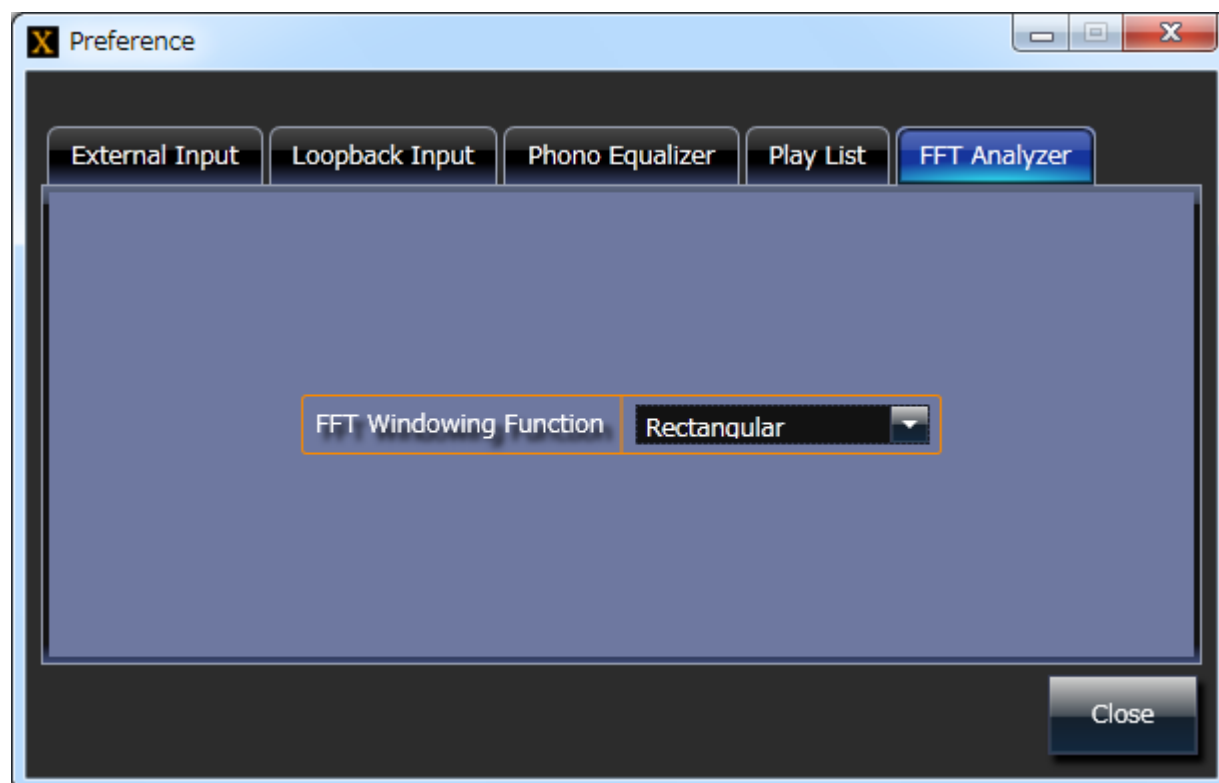 X Preference
External Input Loopback Input Phono Equalizer Play List FFT Analyzer
FFT Windowing Function Rectangular
Close